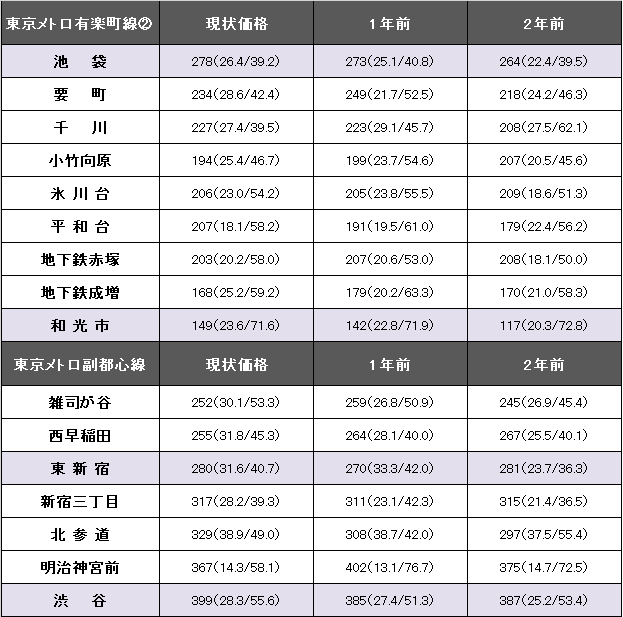 東京メトロ有楽町線② 現状価格 1年前 2年前
池 袋 278(26.4/39.2) 273(25.1/40.8) 264(22.4/39.5)
要 町 234(28.6/42.4) 249(21.7/52.5) 218(24.2/46.3)
千 川 227(27.4/39.5) 223(29.1/45.7) 208(27.5/62.1)
小竹向原 194(25.4/46.7) 199(23.7/54.6) 207(20.5/45.6)
氷 川 台 206(23.0/54.2) 205(23.8/55.5) 209(18.6/51.3)
平 和 台 207(18.1/58.2) 191(19.5/61.0) 179(22.4/56.2)
地下鉄赤塚 203(20.2/58.0) 207(20.6/53.0) 208(18.1/50.0)
地下鉄成増 168(25.2/59.2) 179(20.2/63.3) 170(21.0/58.3)
和 光 市 149(23.6/71.6) 142(22.8/71.9) 117(20.3/72.8)
東京メトロ副都心線 現状価格 1年前 2年前
雑司が谷 252(30.1/53.3) 259(26.8/50.9) 245(26.9/45.4)
西早稲田 255(31.8/45.3) 264(28.1/40.0) 267(25.5/40.1)
東 新 宿 280(31.6/40.7) 270(33.3/42.0) 281(23.7/36.3)
新宿三丁目 317(28.2/39.3) 311(23.1/42.3) 315(21.4/36.5)
北 参 道 329(38.9/49.0) 308(38.7/42.0) 297(37.5/55.4)
明治神宮前 367(14.3/58.1) 402(13.1/76.7) 375(14.7/72.5)
渋 谷 399(28.3/55.6) 385(27.4/51.3) 387(25.2/53.4)